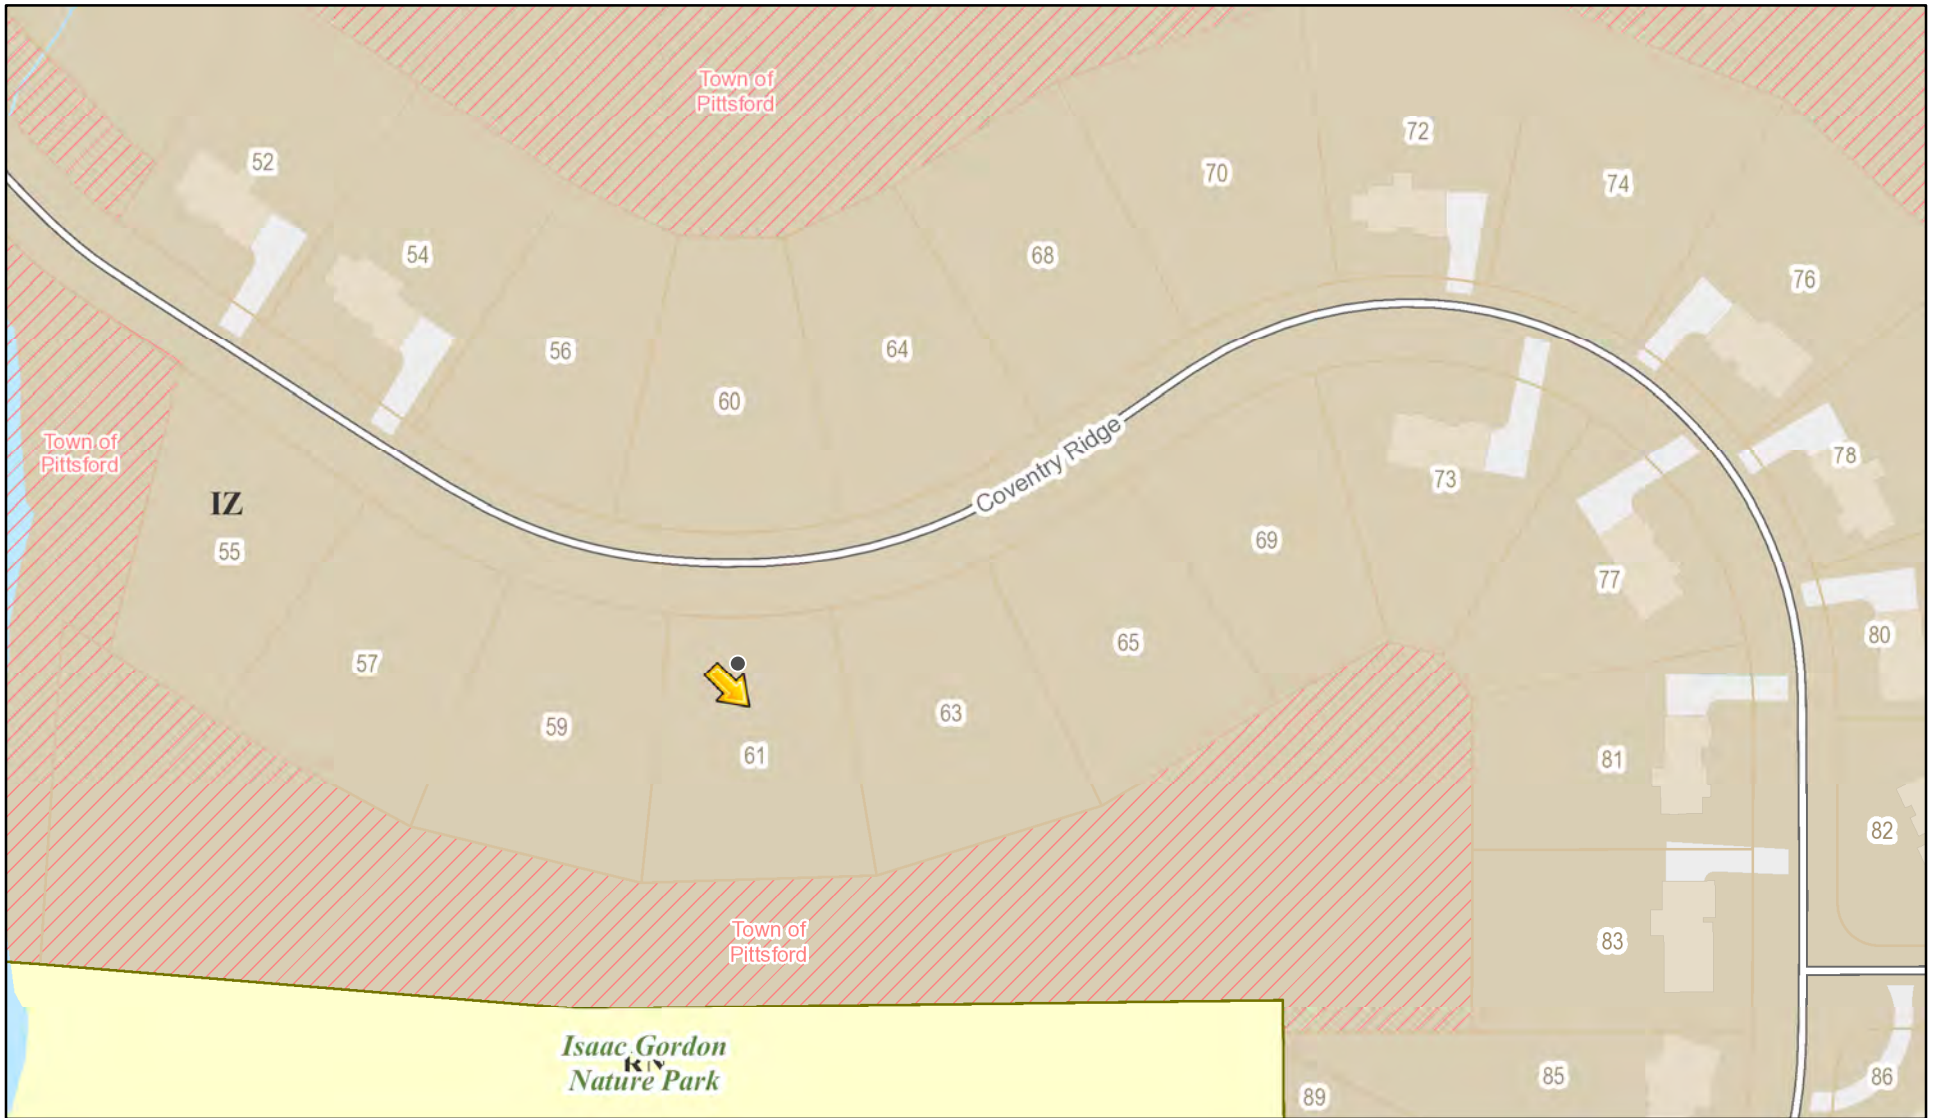 Town of
Pittsford
72
52
70
74
54
68
76
56
64
60
Town of
Pittsford
Coventry Ridge
78
73
IZ
55
69
77
57
65
80
59
63
61
81
82
Town of
Pittsford
83
Isaac Gordon
RN
Nature Park
89
85
86